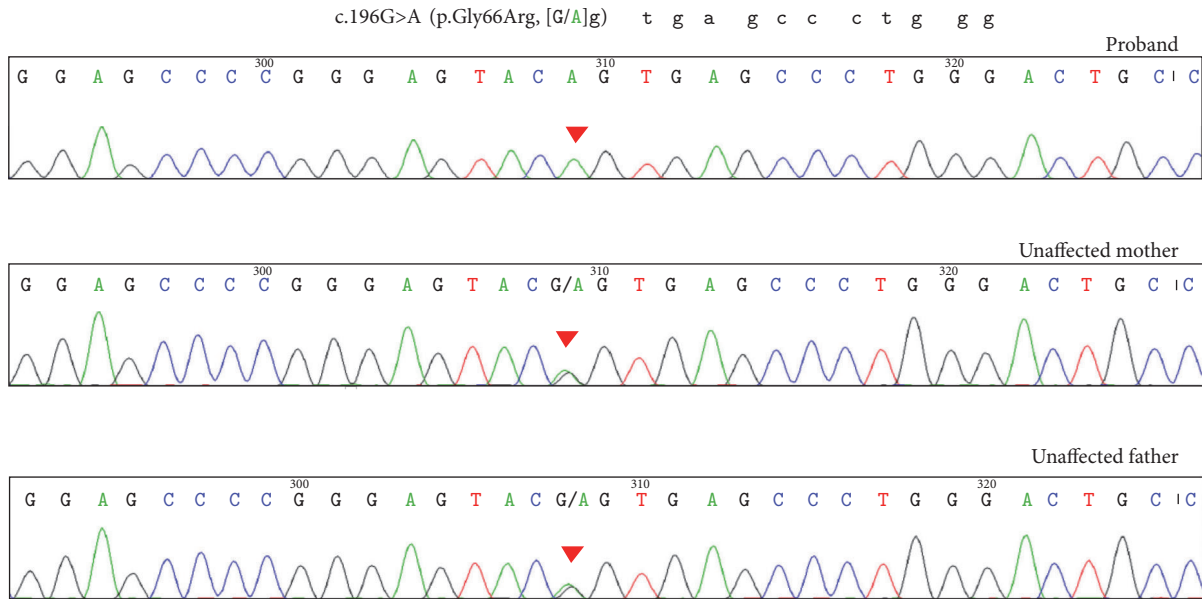 c.196G>A (p.Gly66Arg, [G/A]g) t g a g c c c t g g g
Proband
300 310 320
G G A G C C C C G G G A G T A C A G T G A G C C C T G G G A C T G C C
Unaffected mother
300 310 320
G G A G C C C C G G G A G T A C G/A G T G A G C C C T G G G A C T G C C
Unaffected father
300 310 320
G G A G C C C C G G G A G T A C G/A G T G A G C C C T G G G A C T G C C